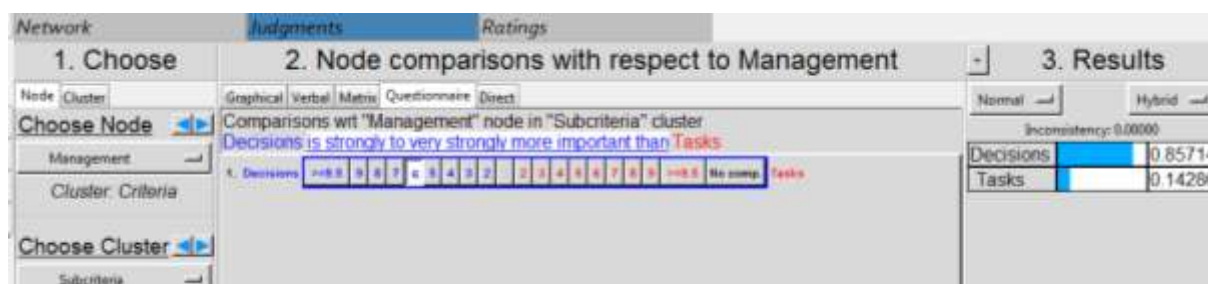 Network Judgments Ratings
1. Choose
2. Node comparisons with respect to Management
- 3. Results
Node Cluster
Choose Node
Management
Cluster: Criteria
Choose Cluster
Subcriteria
Graphical Verbal Matrix Questionnaire Direct
Comparisons wrt "Management" node in "Subcriteria" cluster
Decisions is strongly to very strongly more important than Tasks
1. Decisions >=9.5 9 8 7 6 5 4 3 2 2 3 4 5 6 7 8 9 >=9.5 No comp. Tasks
Normal Hybrid
Inconsistency: 0.00000
Decisions 0.85714
Tasks 0.1428